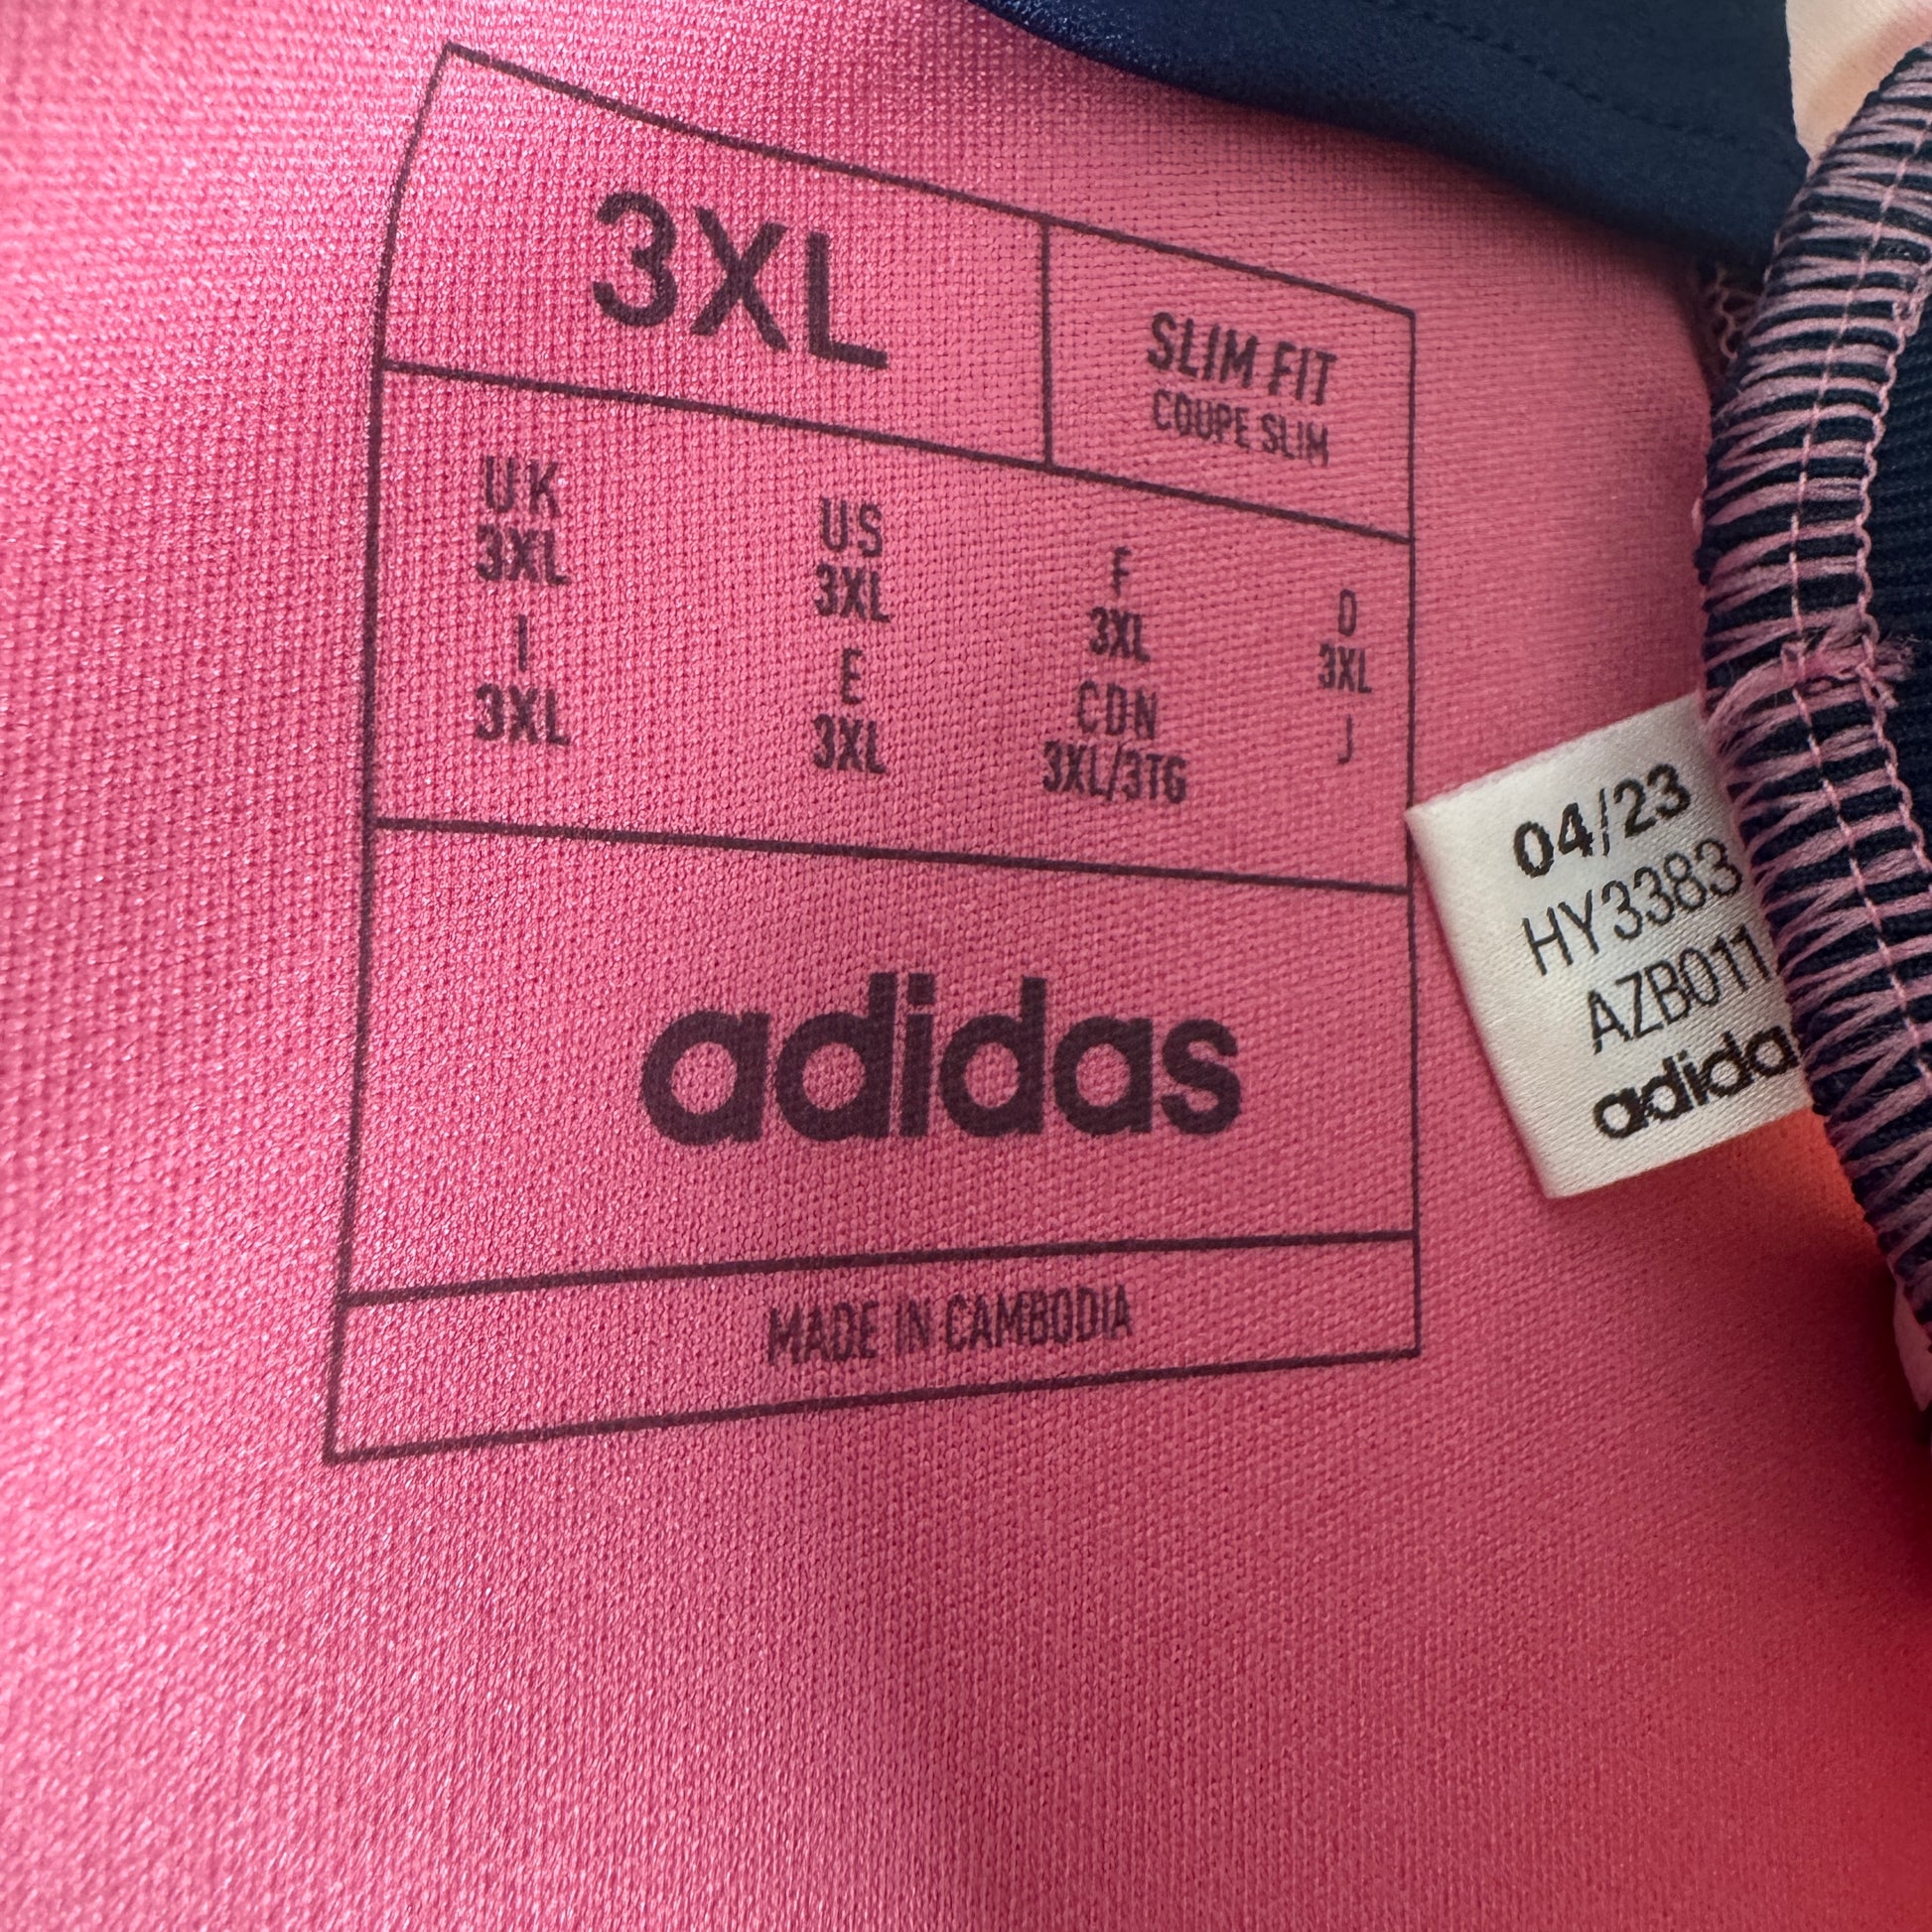 3XL
SLIM FIT
COUPE SLIM
UK US F D
3XL 3XL 3XL 3XL
I E CDN J
3XL 3XL 3XL/3TG
adidas
MADE IN CAMBODIA
04/23
HY3383
AZB011
adida